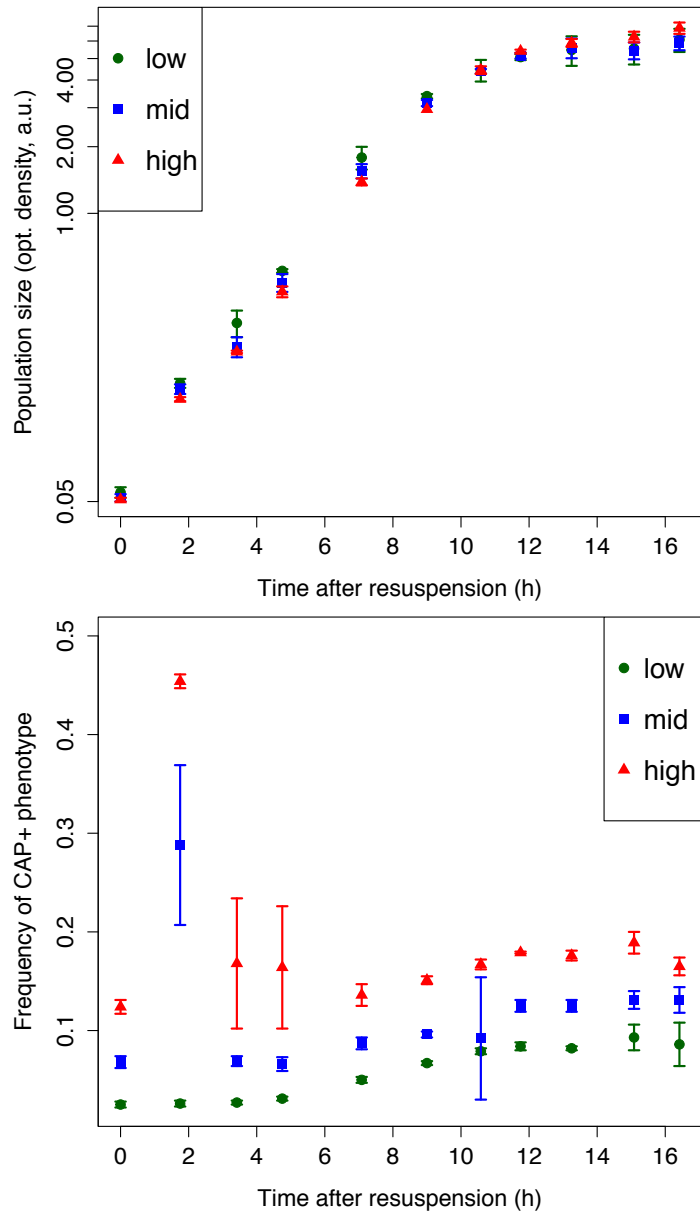 low
mid
high
Population size (opt. density, a.u.)
4.00
2.00
1.00
0.05
0 2 4 6 8 10 12 14 16
Time after resuspension (h)
low
mid
high
Frequency of CAP+ phenotype
0.5
0.4
0.3
0.2
0.1
0 2 4 6 8 10 12 14 16
Time after resuspension (h)